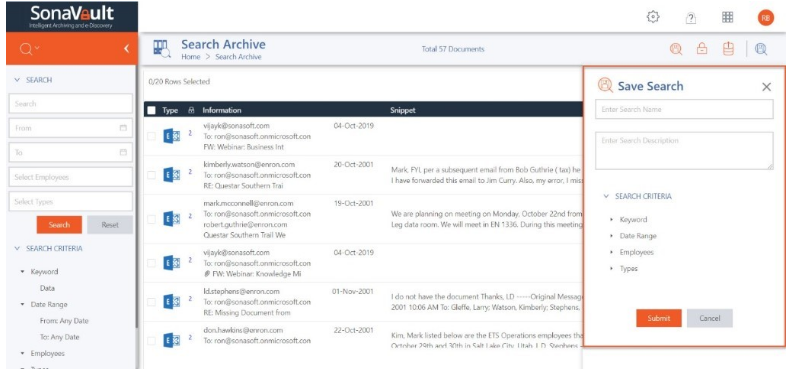 SonaVault
Intelligent Archiving and e-Discovery
RB
Search Archive
Home > Search Archive
Total 57 Documents
SEARCH
Search
From
To
Select Employees
Select Types
Search Reset
SEARCH CRITERIA
Keyword
Data
Date Range
From: Any Date
To: Any Date
Employees
Types
0/20 Rows Selected
Type Information Snippet
2 vijayk@sonasoft.com 04-Oct-2019
To: ron@sonasoft.onmicrosoft.con
FW: Webinar: Business Int
2 kimberly.watson@enron.com 20-Oct-2001
To: ron@sonasoft.onmicrosoft.con
RE: Questar Southern Trai
Mark, FYI, per a subsequent email from Bob Guthrie ( tax) he
I have forwarded this email to Jim Curry. Also, my error, I miss
2 mark.mcconnell@enron.com 19-Oct-2001
To: ron@sonasoft.onmicrosoft.con
robert.guthrie@enron.com
Questar Southern Trail We
We are planning on meeting on Monday, October 22nd from
Leg data room. We will meet in EN 1336. During this meeting
2 vijayk@sonasoft.com 04-Oct-2019
To: ron@sonasoft.onmicrosoft.con
FW: Webinar: Knowledge Mi
2 ld.stephens@enron.com 01-Nov-2001
To: ron@sonasoft.onmicrosoft.con
RE: Missing Document from
I do not have the document Thanks, LD -----Original Messag
2001 10:06 AM To: Gleffe, Larry; Watson, Kimberly; Stephens,
2 don.hawkins@enron.com 22-Oct-2001
To: ron@sonasoft.onmicrosoft.con
Kim, Mark listed below are the ETS Operations employees tha
October 29th and 30th in Salt Lake City, Utah. L.D. Stephens -
Save Search
Enter Search Name
Enter Search Description
SEARCH CRITERIA
Keyword
Date Range
Employees
Types
Submit Cancel